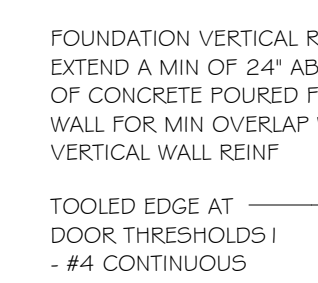 FOUNDATION VERTICAL R
EXTEND A MIN OF 24" AB
OF CONCRETE POURED F
WALL FOR MIN OVERLAP
VERTICAL WALL REINF
TOOLED EDGE AT
DOOR THRESHOLDS I
- #4 CONTINUOUS